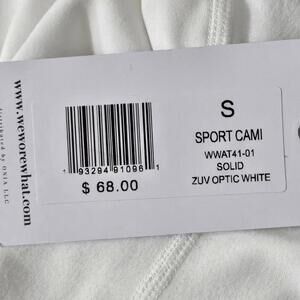 www.weworewhat.com
distributed by ONIA LLC
1 93294 91096 1
$ 68.00
S
SPORT CAMI
WWAT41-01
SOLID
ZUV OPTIC WHITE